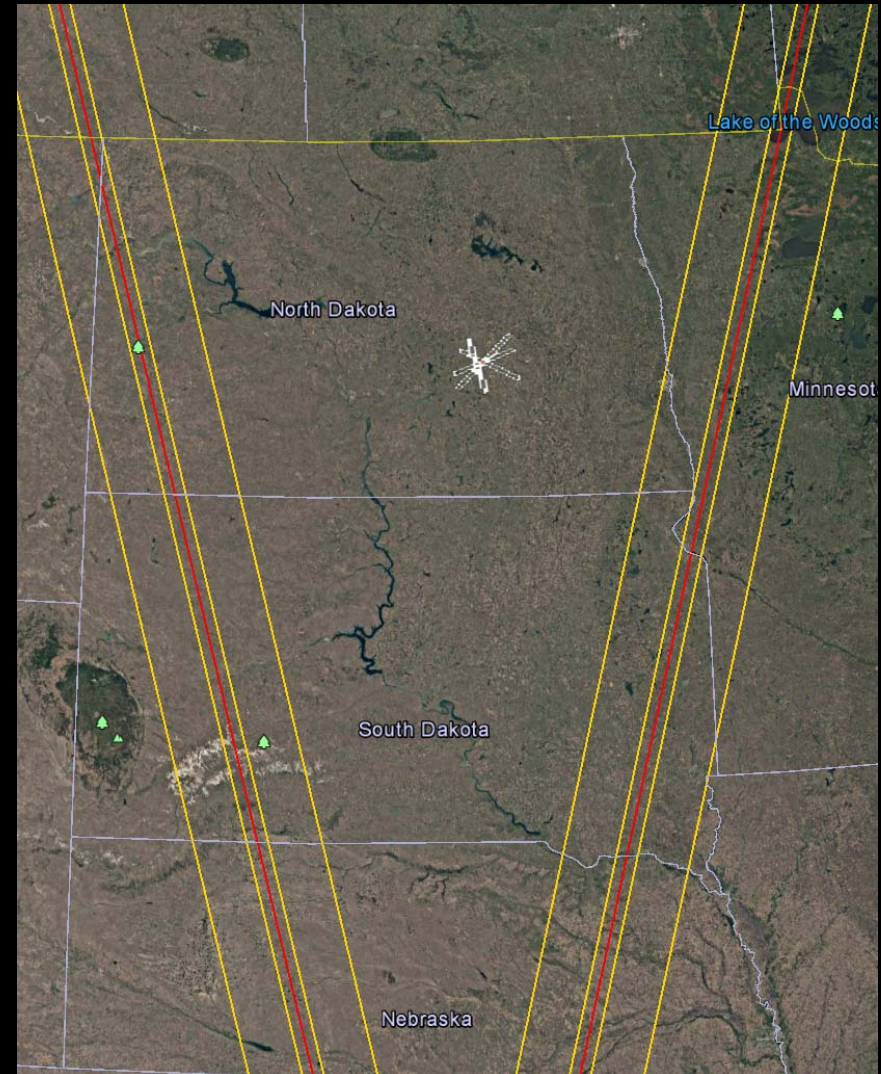 Lake of the Woods
North Dakota
Minnesot
South Dakota
Nebraska